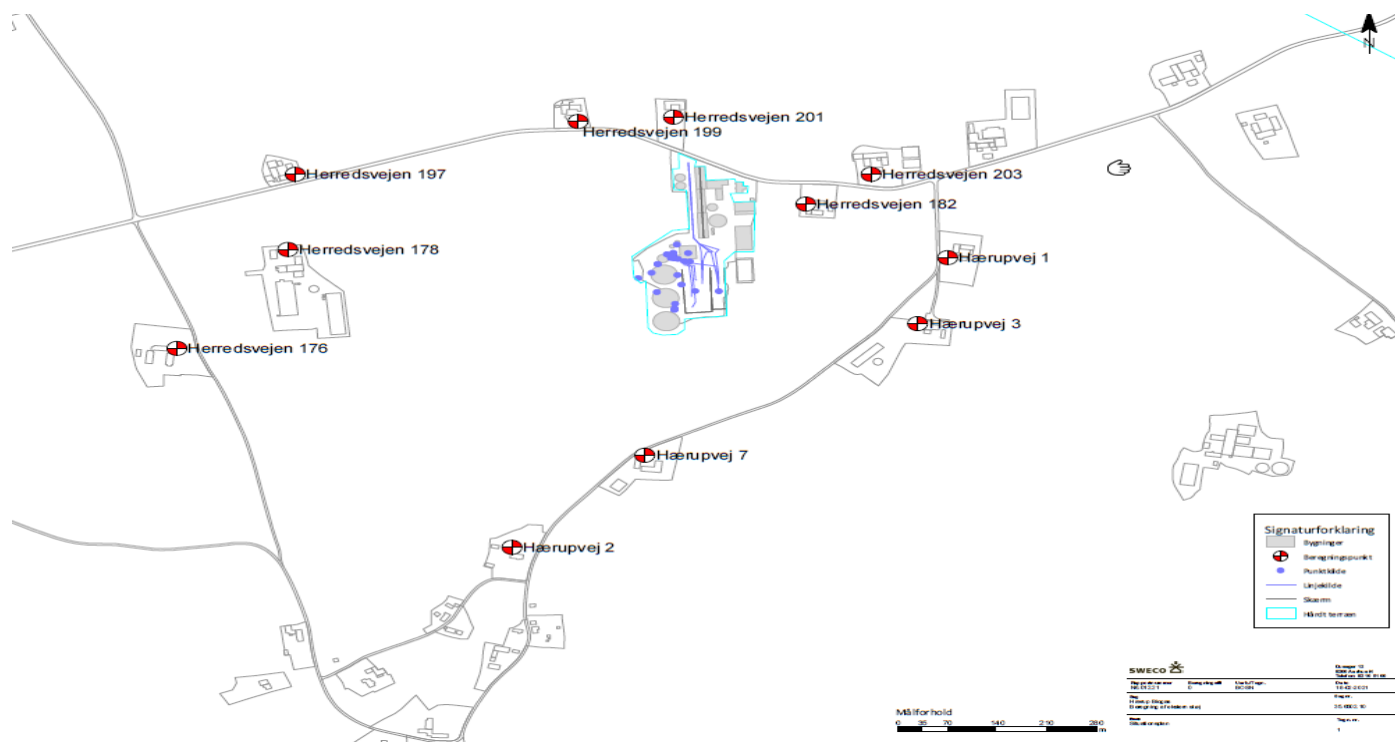 N
Herredsvejen 201
Herredsvejen 199
Herredsvejen 197
Herredsvejen 203
Herredsvejen 182
Herredsvejen 178
Hærupvej 1
Hærupvej 3
Herredsvejen 176
Hærupvej 7
Hærupvej 2
Signaturforklaring
Bygninger
Beregningspunkt
Punktkilde
Linjekilde
Skærm
Hårdt terræn
SWECO
Målforhold
0 35 70 140 210 280
m